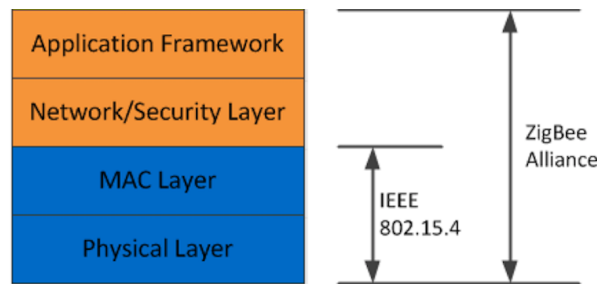 Application Framework
Network/Security Layer
MAC Layer
Physical Layer
IEEE
802.15.4
ZigBee
Alliance